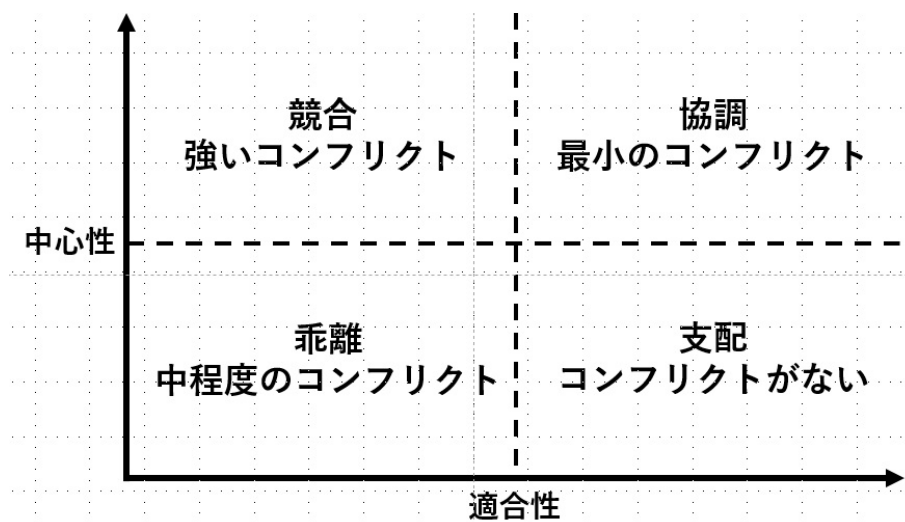 競合
強いコンフリクト
協調
最小のコンフリクト
中心性
乖離
中程度のコンフリクト
支配
コンフリクトがない
適合性